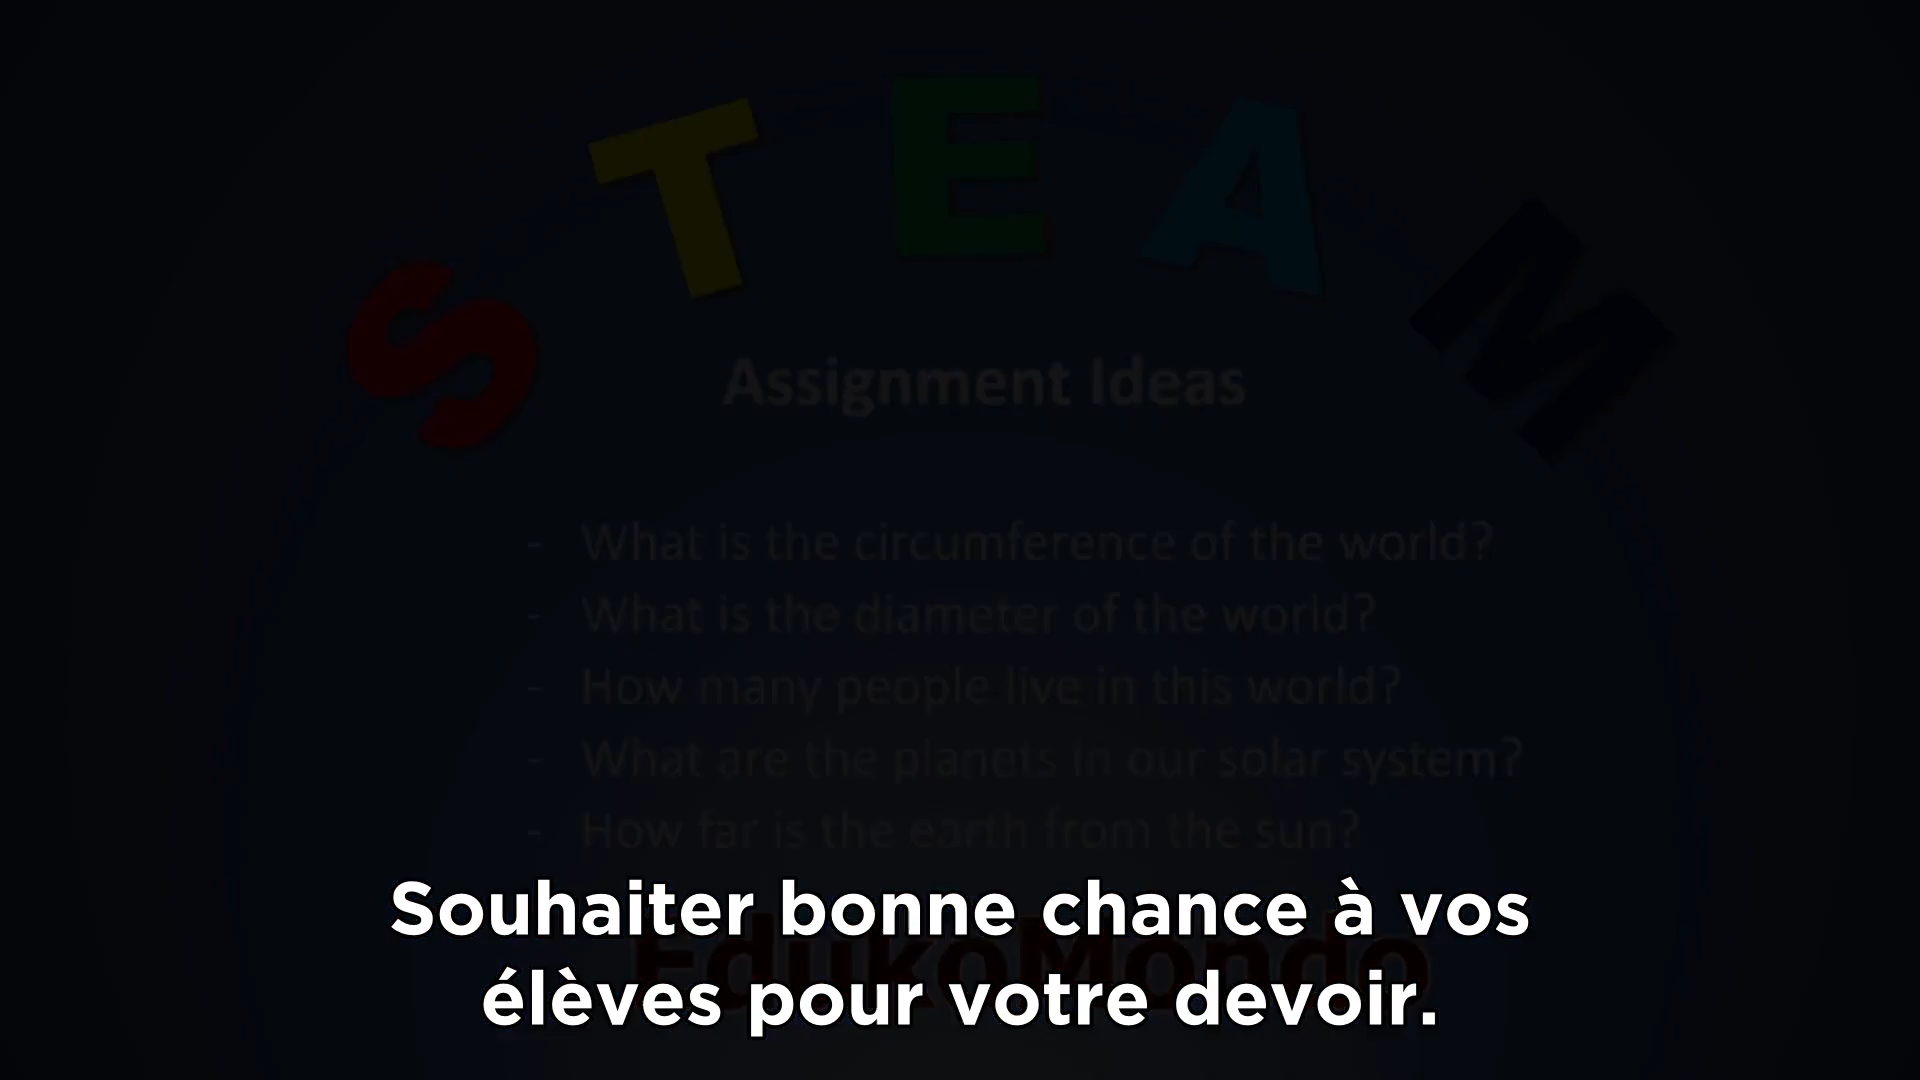 S T E A M
Assignment Ideas
- What is the circumference of the world?
- What is the diameter of the world?
- How many people live in this world?
- What are the planets in our solar system?
- How far is the earth from the sun?
EdukoMondo
Souhaiter bonne chance à vos
élèves pour votre devoir.